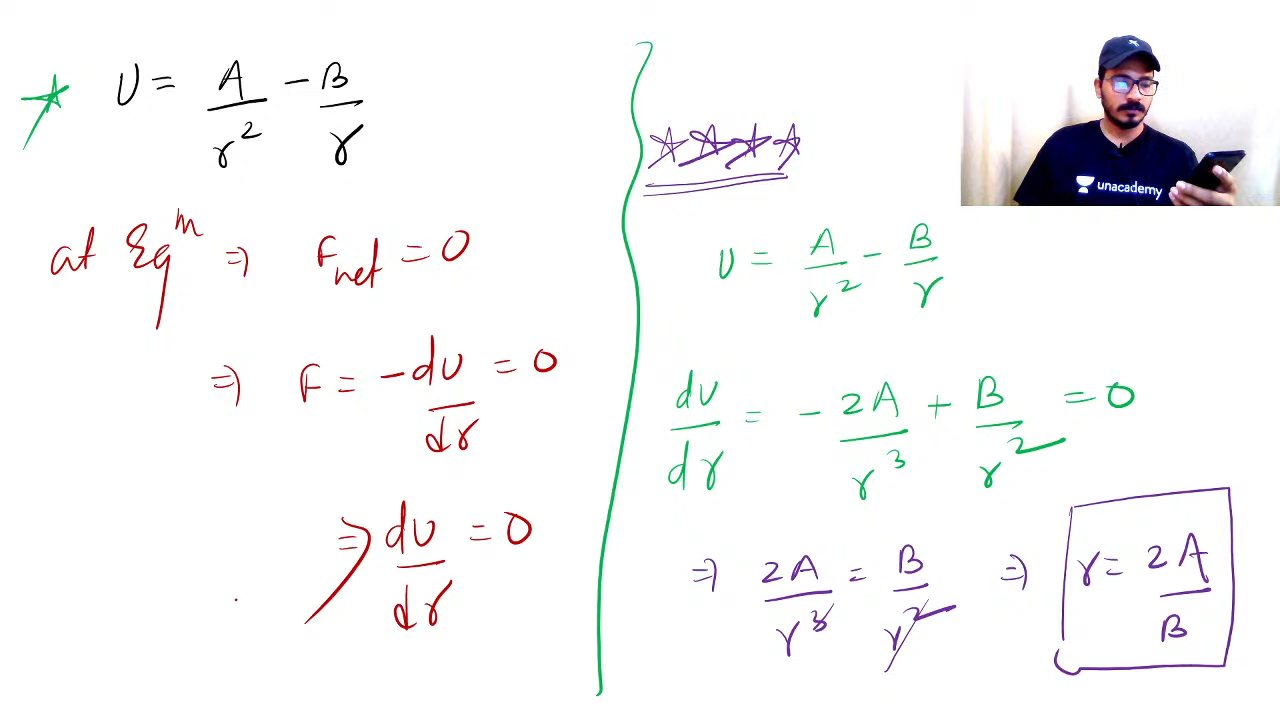 U = A/r² − B/r
at Eqᵐ ⇒ Fnet = 0
⇒ F = −dU/dr = 0
⇒ dU/dr = 0
U = A/r² − B/r
dU/dr = −2A/r³ + B/r² = 0
⇒ 2A/r³ = B/r² ⇒ r = 2A/B
unacademy